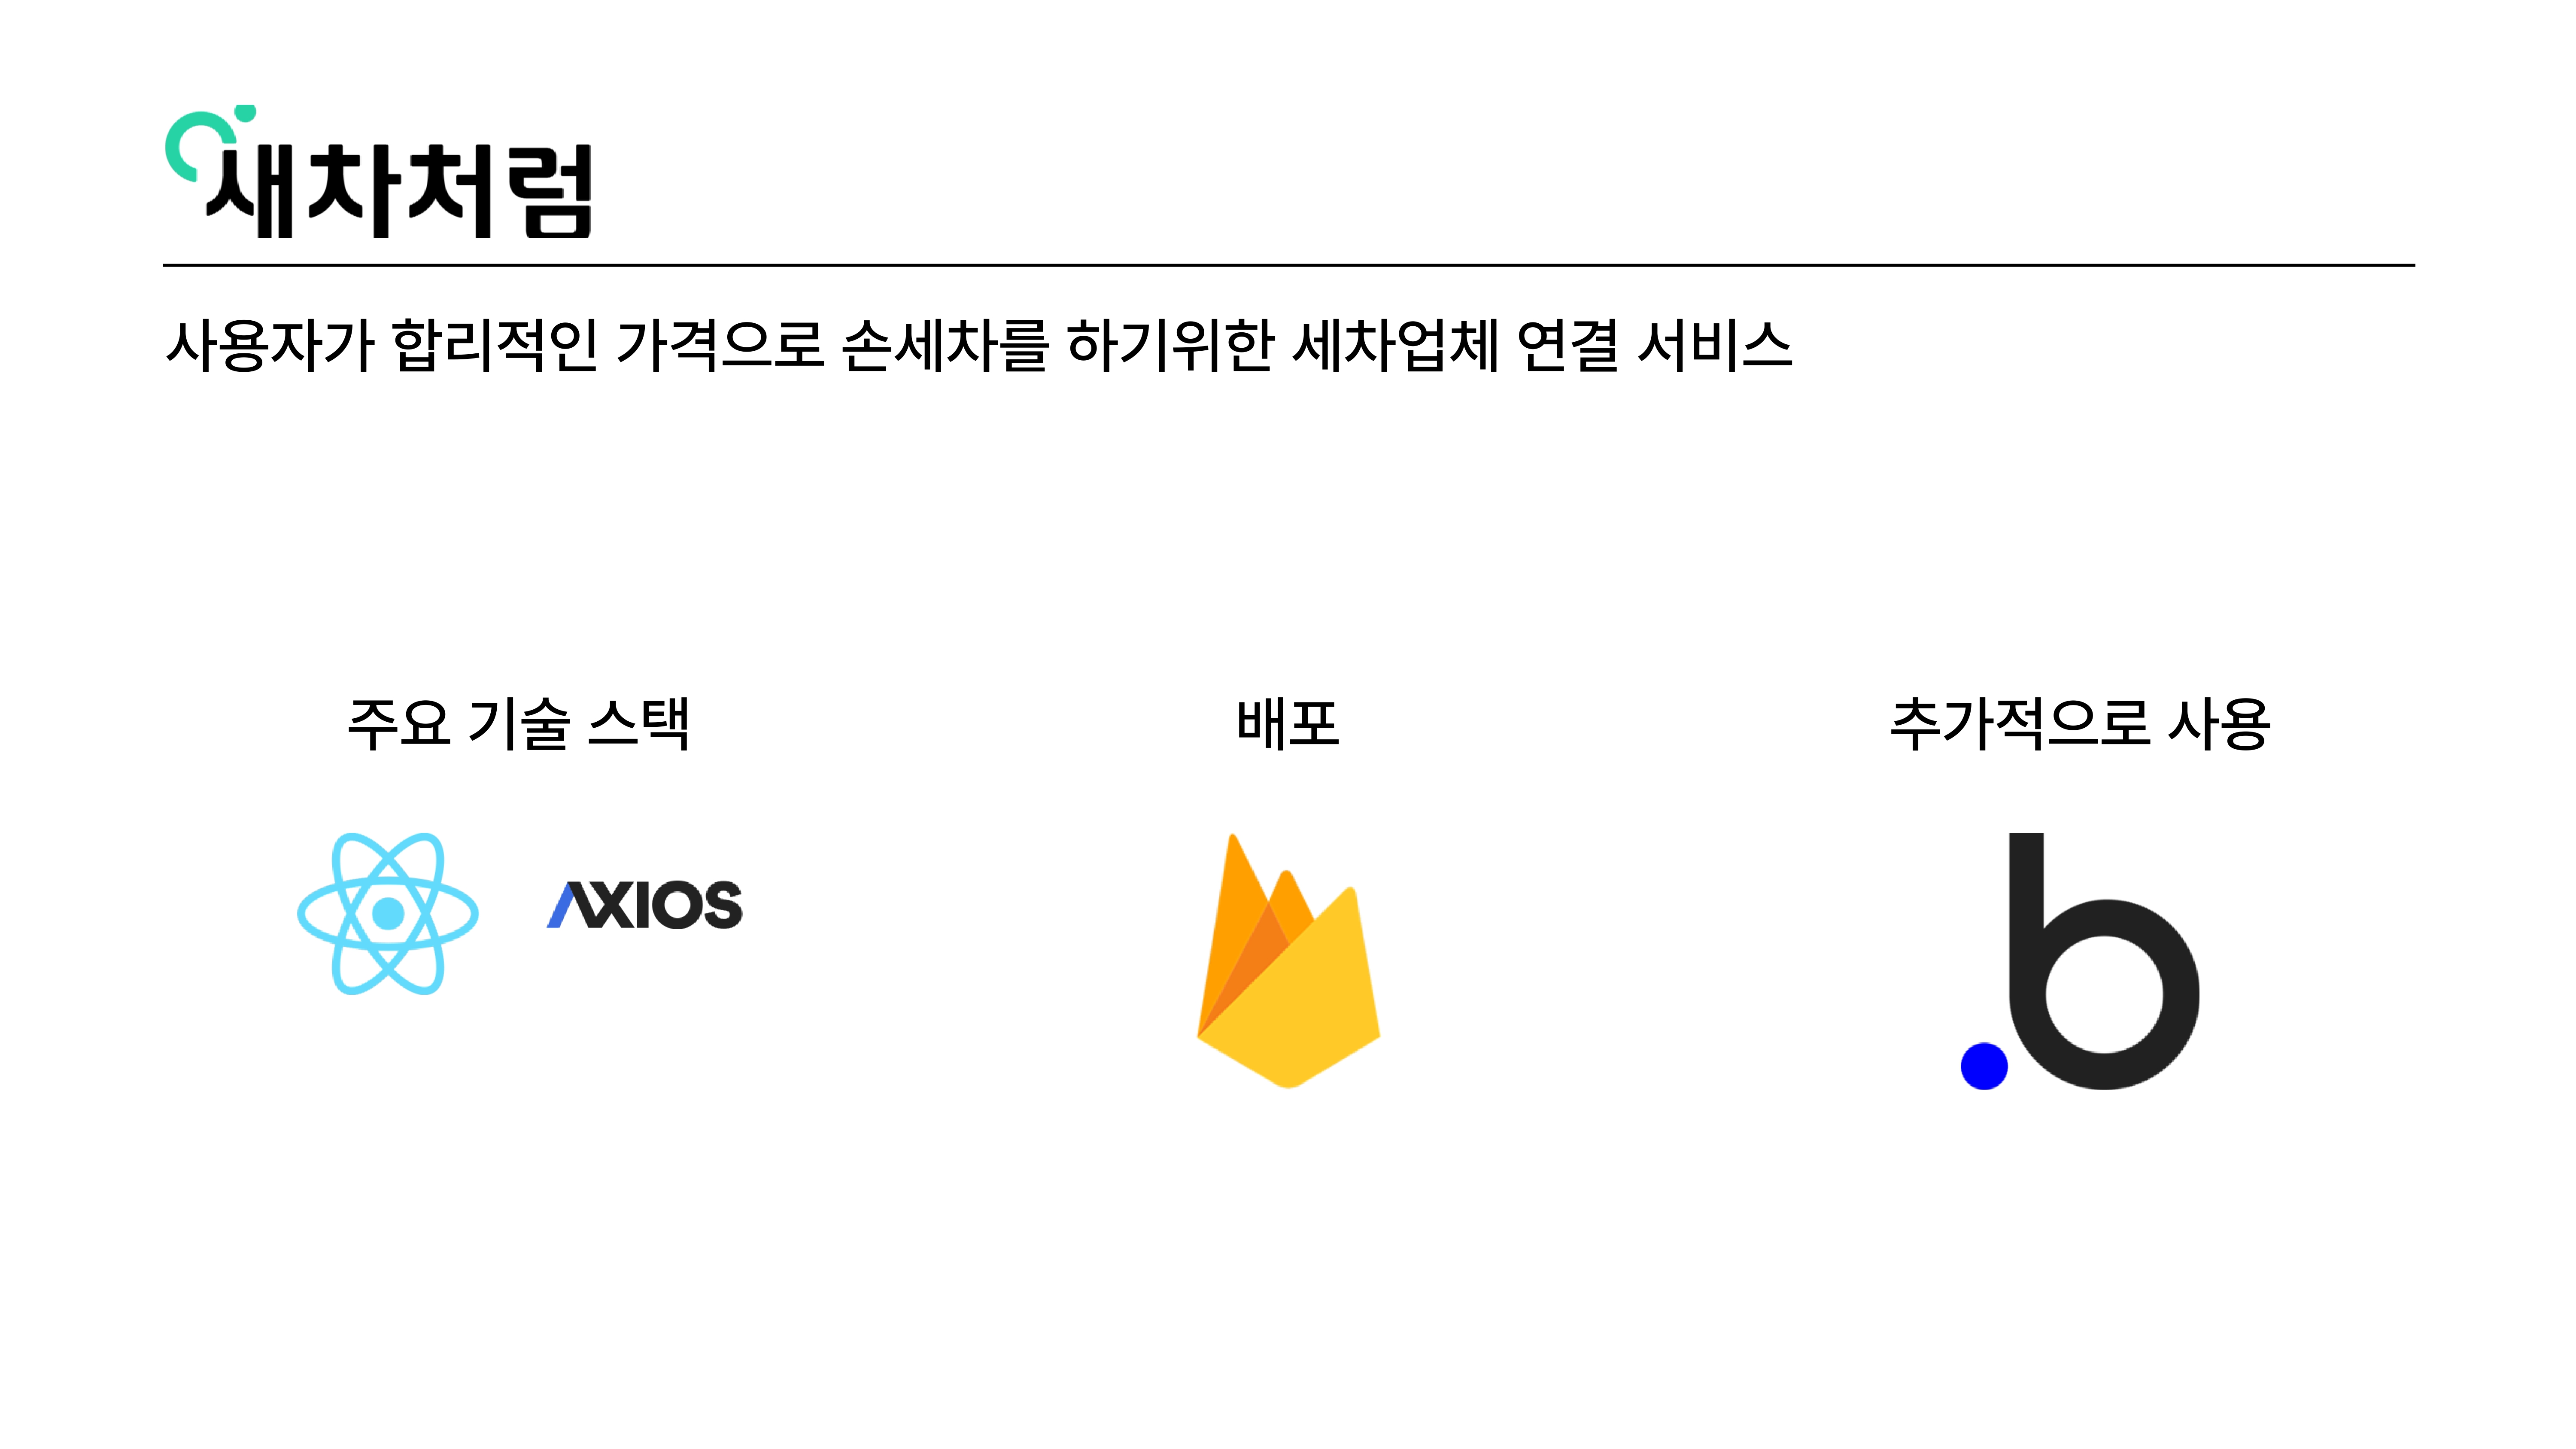 새차처럼
사용자가 합리적인 가격으로 손세차를 하기위한 세차업체 연결 서비스
주요 기술 스택
배포
추가적으로 사용
AXIOS
b